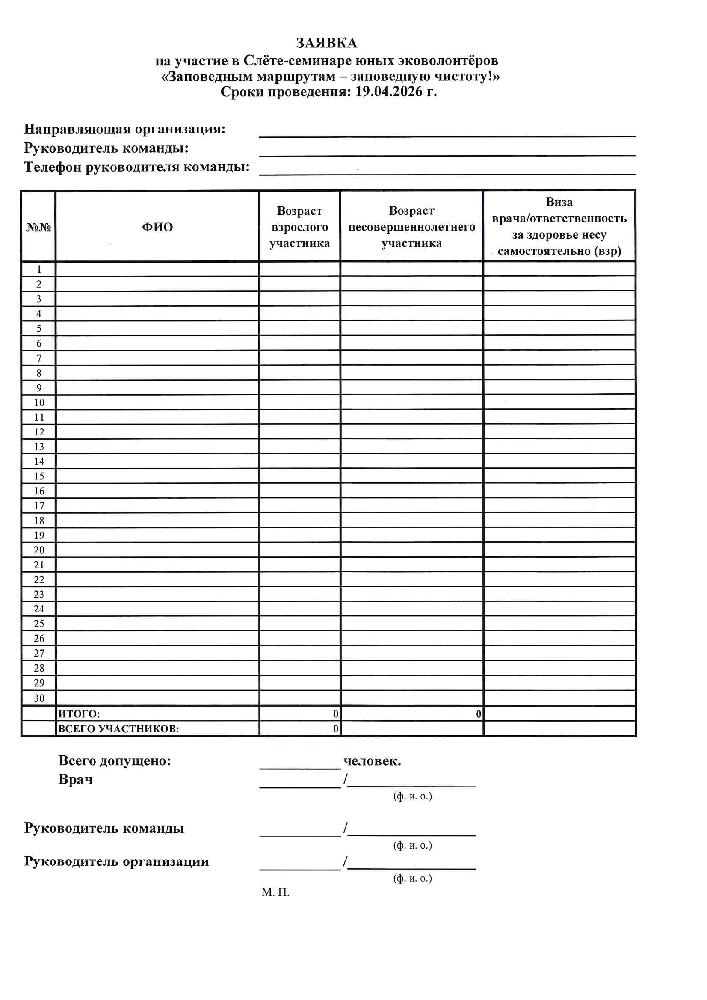 ЗАЯВКА
на участие в Слёте-семинаре юных эковолонтёров
«Заповедным маршрутам – заповедную чистоту!»
Сроки проведения: 19.04.2026 г.
Направляющая организация:
Руководитель команды:
Телефон руководителя команды:
№№ ФИО Возраст взрослого участника Возраст несовершеннолетнего участника Виза врача/ответственность за здоровье несу самостоятельно (взр)
1
2
3
4
5
6
7
8
9
10
11
12
13
14
15
16
17
18
19
20
21
22
23
24
25
26
27
28
29
30
ИТОГО: 0 0
ВСЕГО УЧАСТНИКОВ: 0
Всего допущено: человек.
Врач /
(ф. и. о.)
Руководитель команды /
(ф. и. о.)
Руководитель организации /
(ф. и. о.)
М. П.